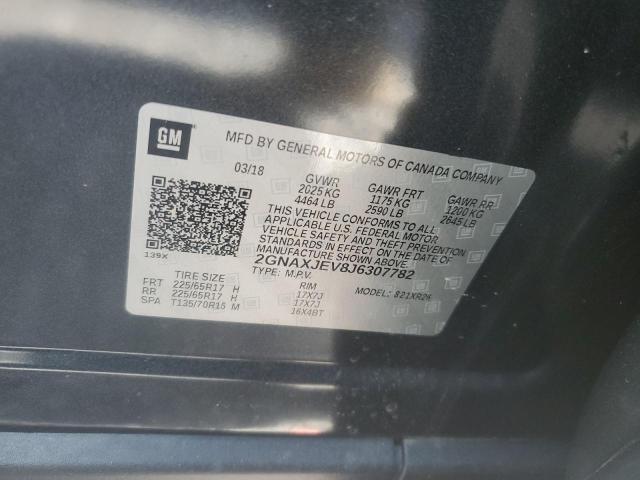 GM
MFD BY GENERAL MOTORS OF CANADA COMPANY
03/18
GVWR GAWR FRT GAWR RR
2025 KG 1175 KG 1200 KG
4464 LB 2590 LB 2645 LB
THIS VEHICLE CONFORMS TO ALL
APPLICABLE U.S. FEDERAL MOTOR
VEHICLE SAFETY AND THEFT
PREVENTION STANDARDS IN
EFFECT ON THE DATE OF
MANUFACTURE SHOWN ABOVE.
139X
2GNAXJEV8J6307782
TYPE: M.P.V. MODEL: 821XR26
TIRE SIZE RIM
FRT 225/65R17 H 17X7J
RR 225/65R17 H 17X7J
SPA T135/70R16 M 16X4BT